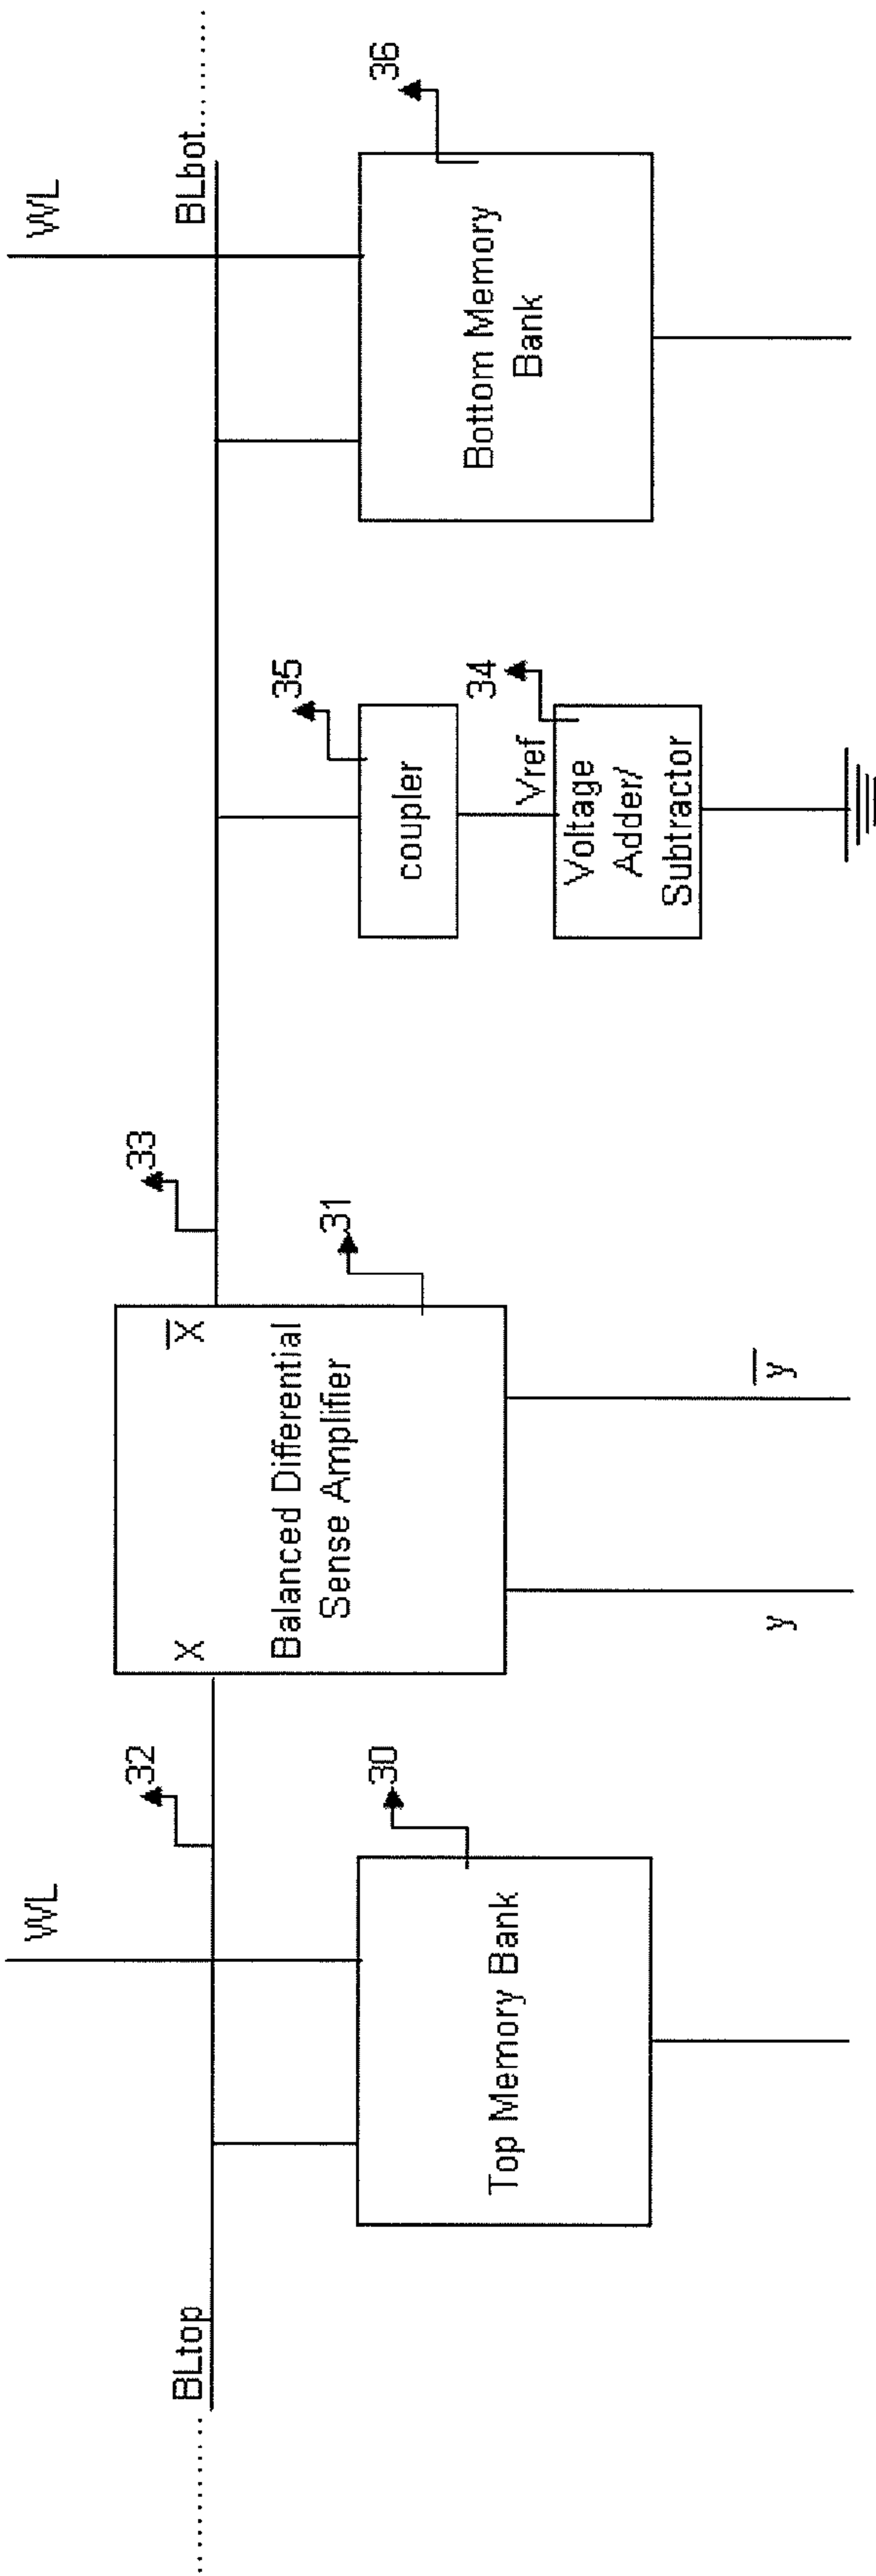 WL
WL
BLtop
32
33
BLbot
X
X̅
30
31
35
36
Top Memory Bank
Balanced Differential
Sense Amplifier
coupler
Bottom Memory
Bank
Vref
34
Voltage
Adder/
Subtractor
y
y̅